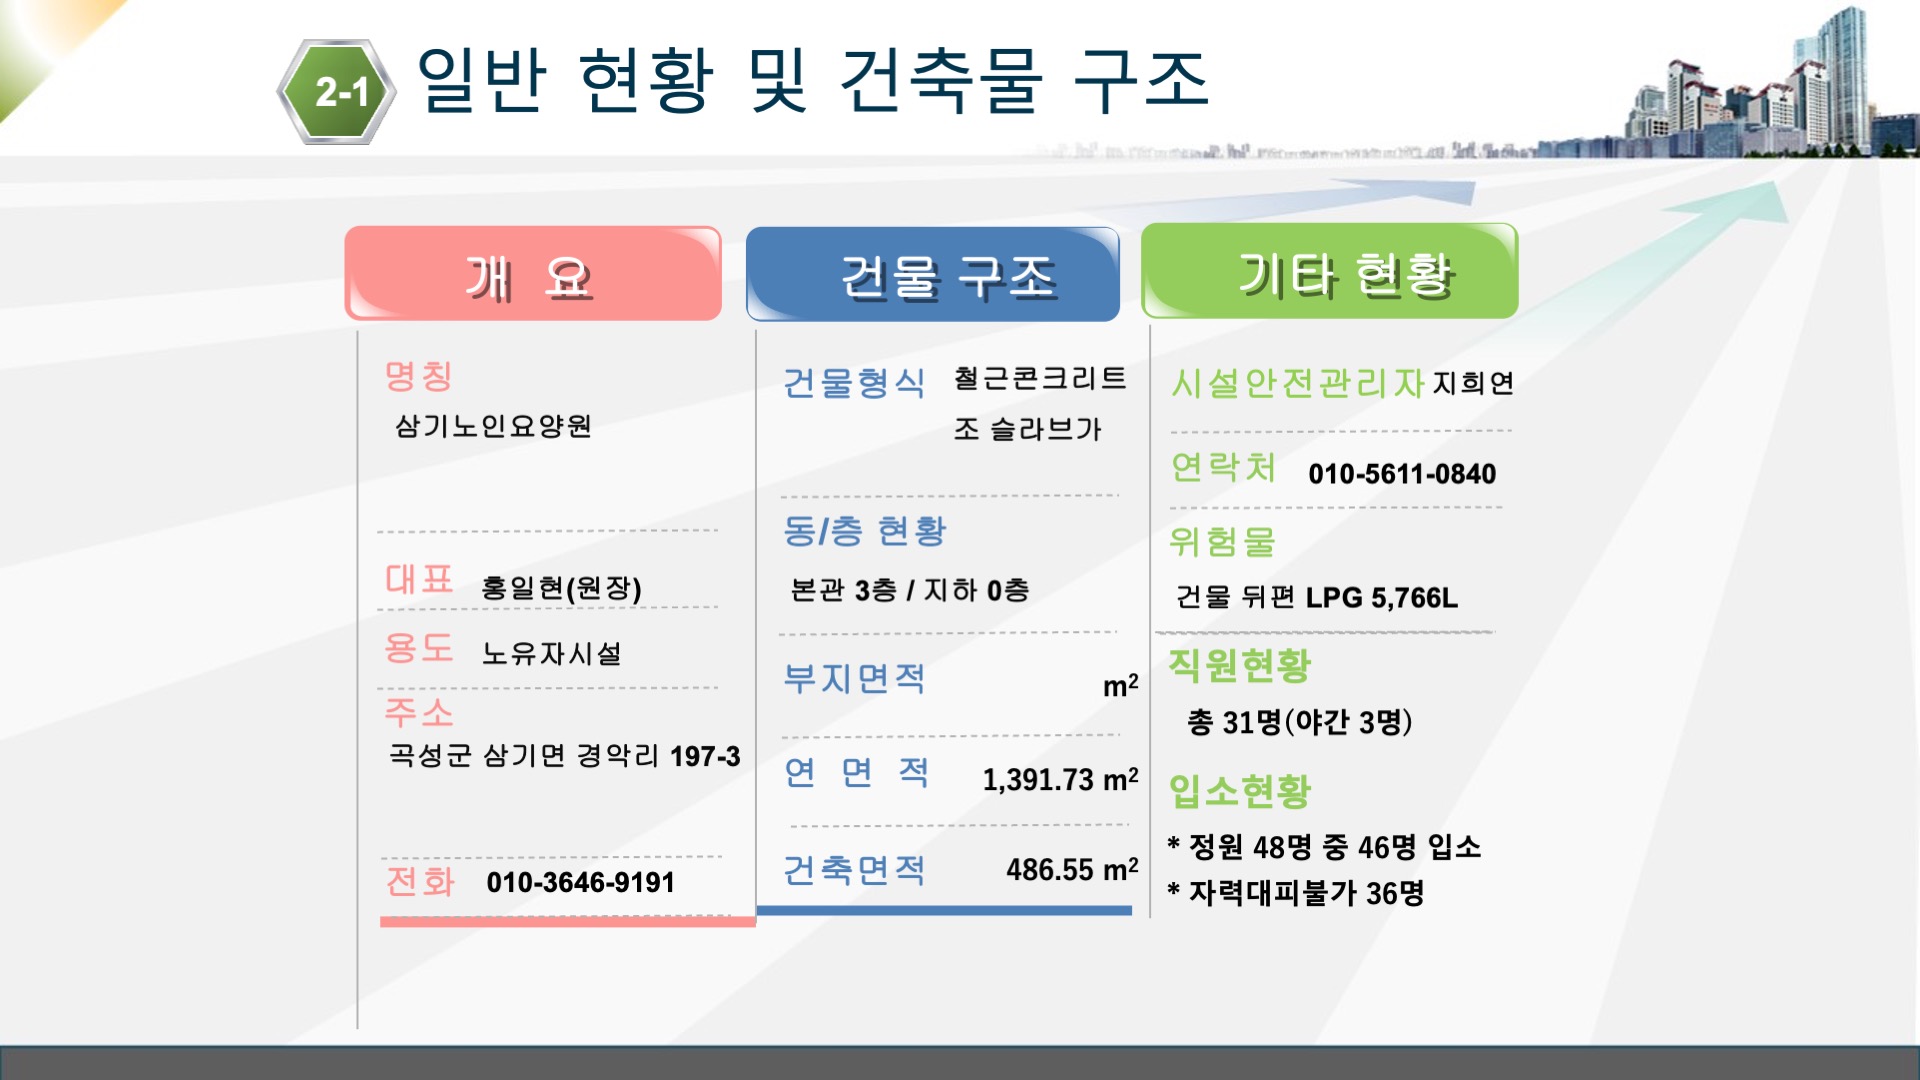 2-1
일반 현황 및 건축물 구조
개 요
명칭
삼기노인요양원
대표 홍일현(원장)
용도 노유자시설
주소
곡성군 삼기면 경악리 197-3
전화 010-3646-9191
건물 구조
건물형식 철근콘크리트
조 슬라브가
동/층 현황
본관 3층 / 지하 0층
부지면적 m²
연 면 적 1,391.73 m²
건축면적 486.55 m²
기타 현황
시설안전관리자 지희연
연락처 010-5611-0840
위험물
건물 뒤편 LPG 5,766L
직원현황
총 31명(야간 3명)
입소현황
* 정원 48명 중 46명 입소
* 자력대피불가 36명